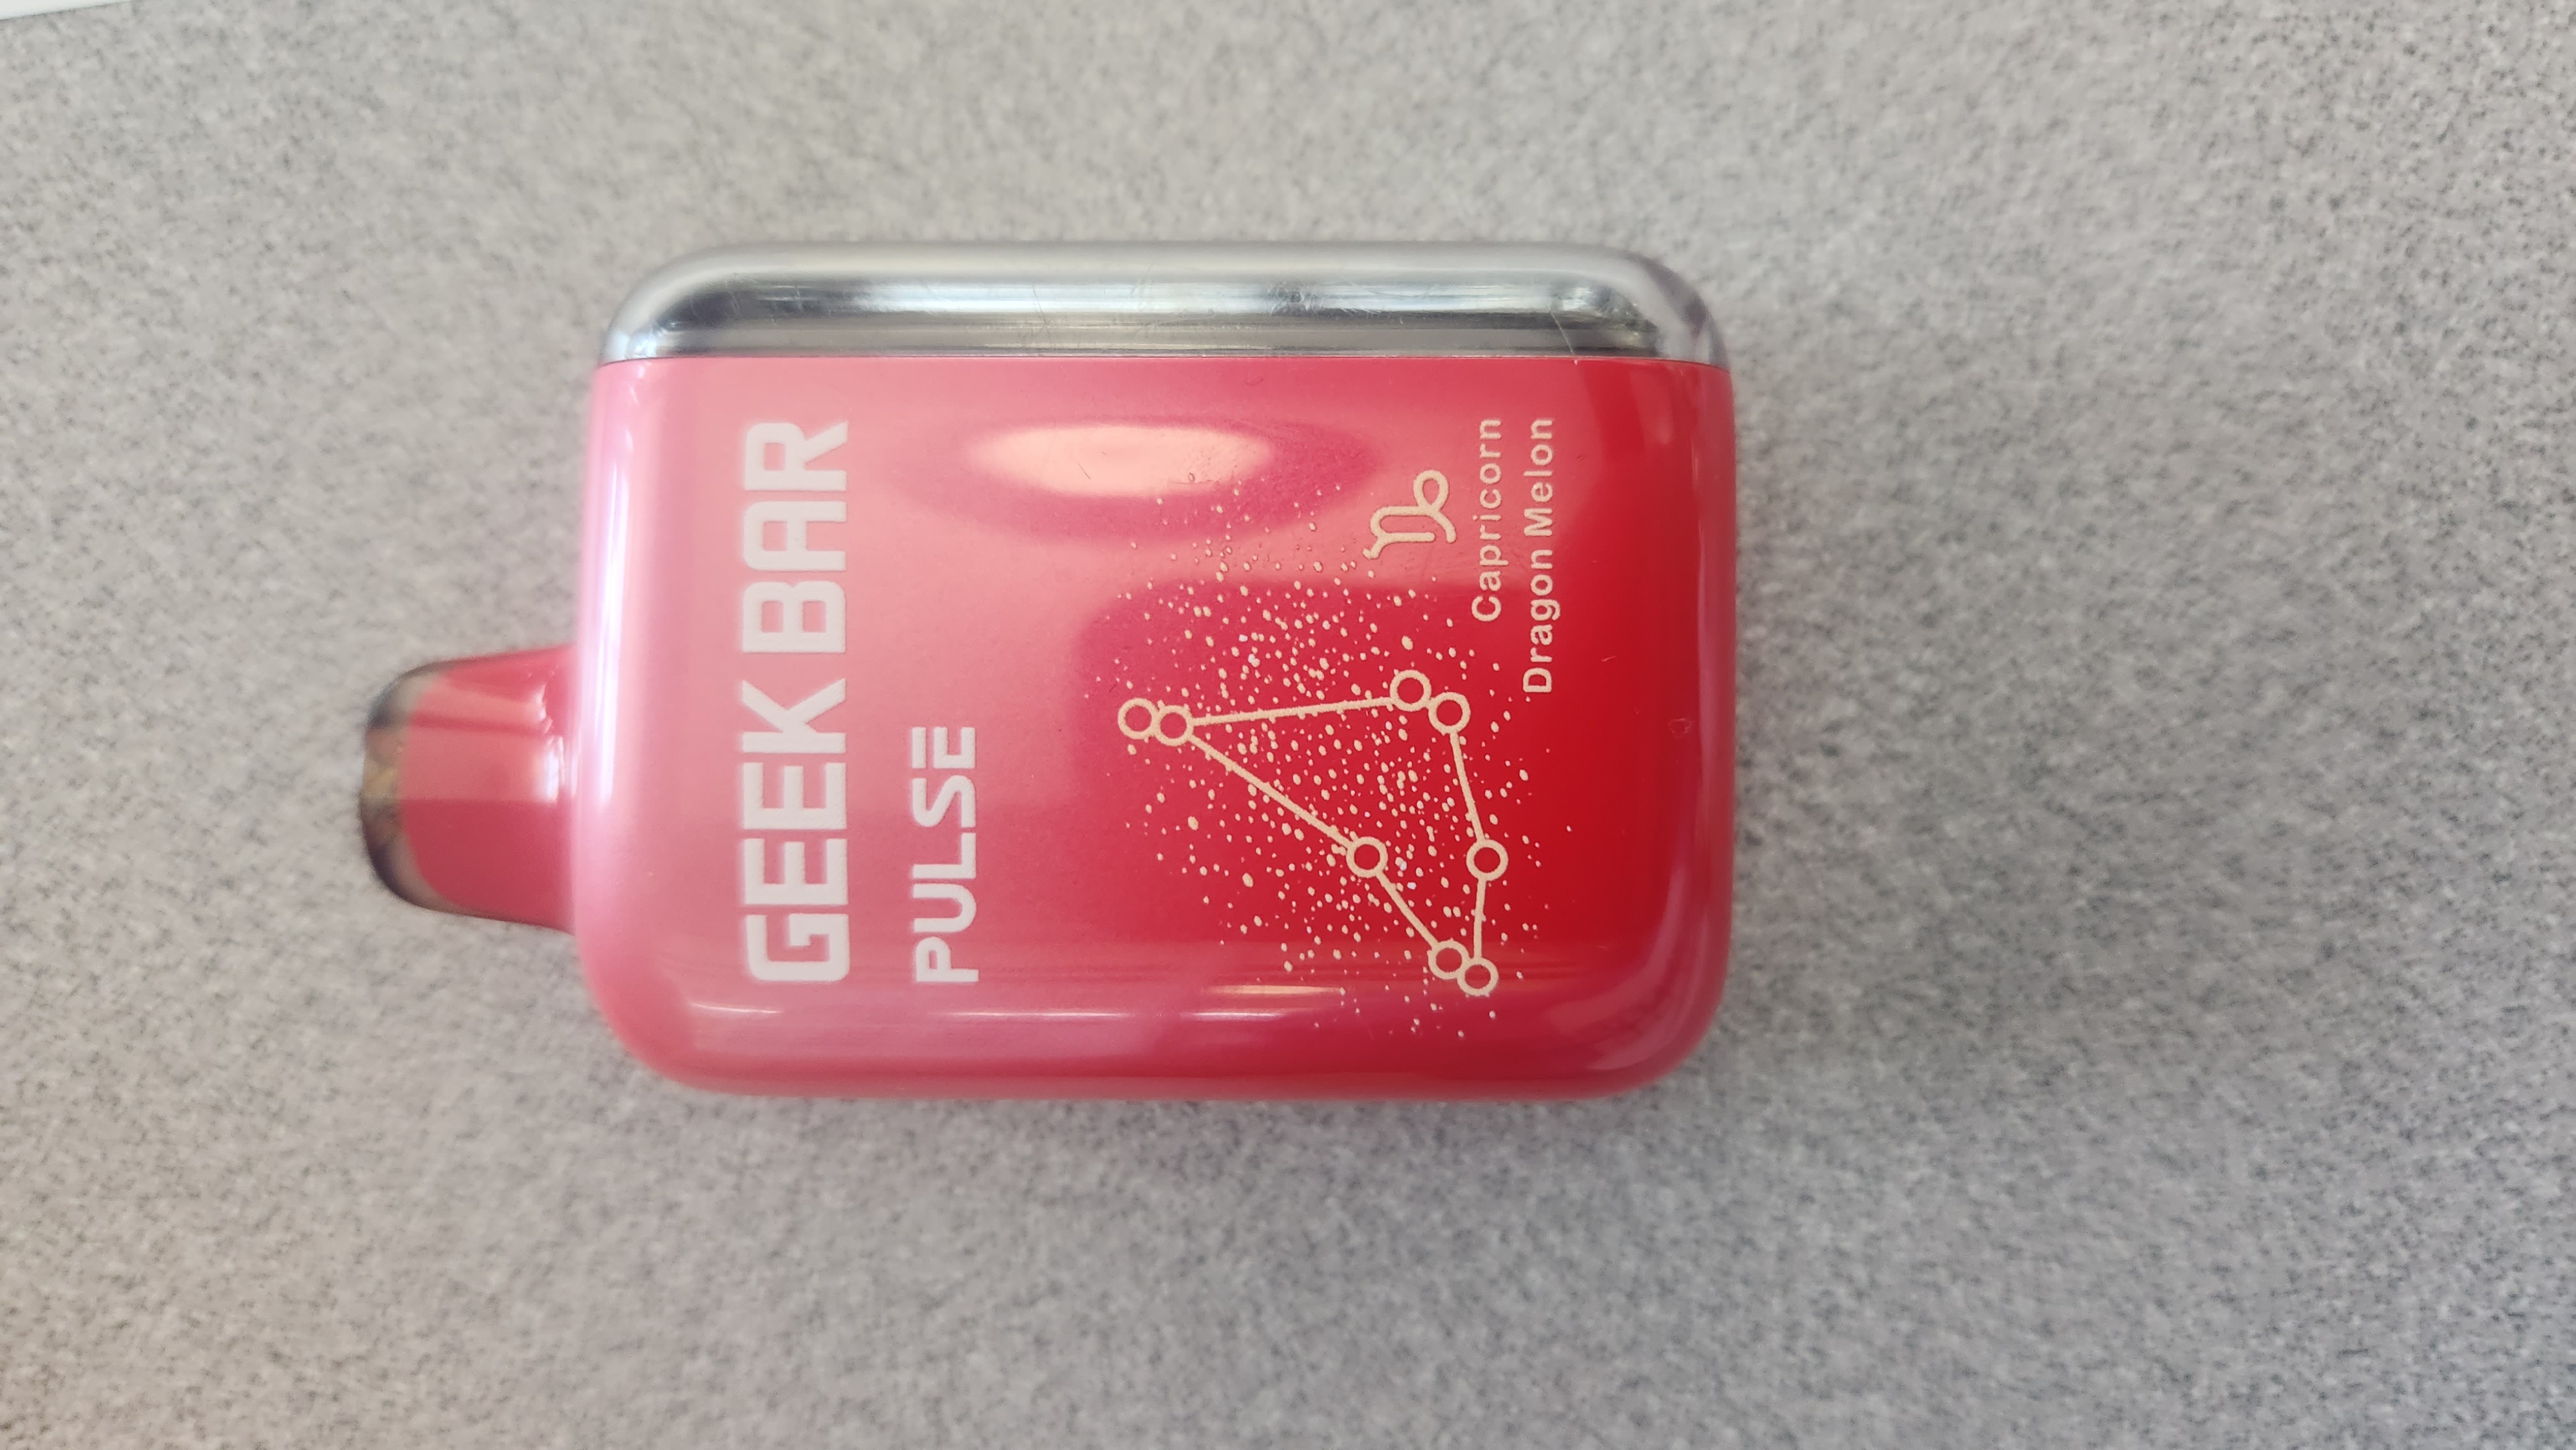 GEEK BAR
PULSE
Capricorn
Dragon Melon